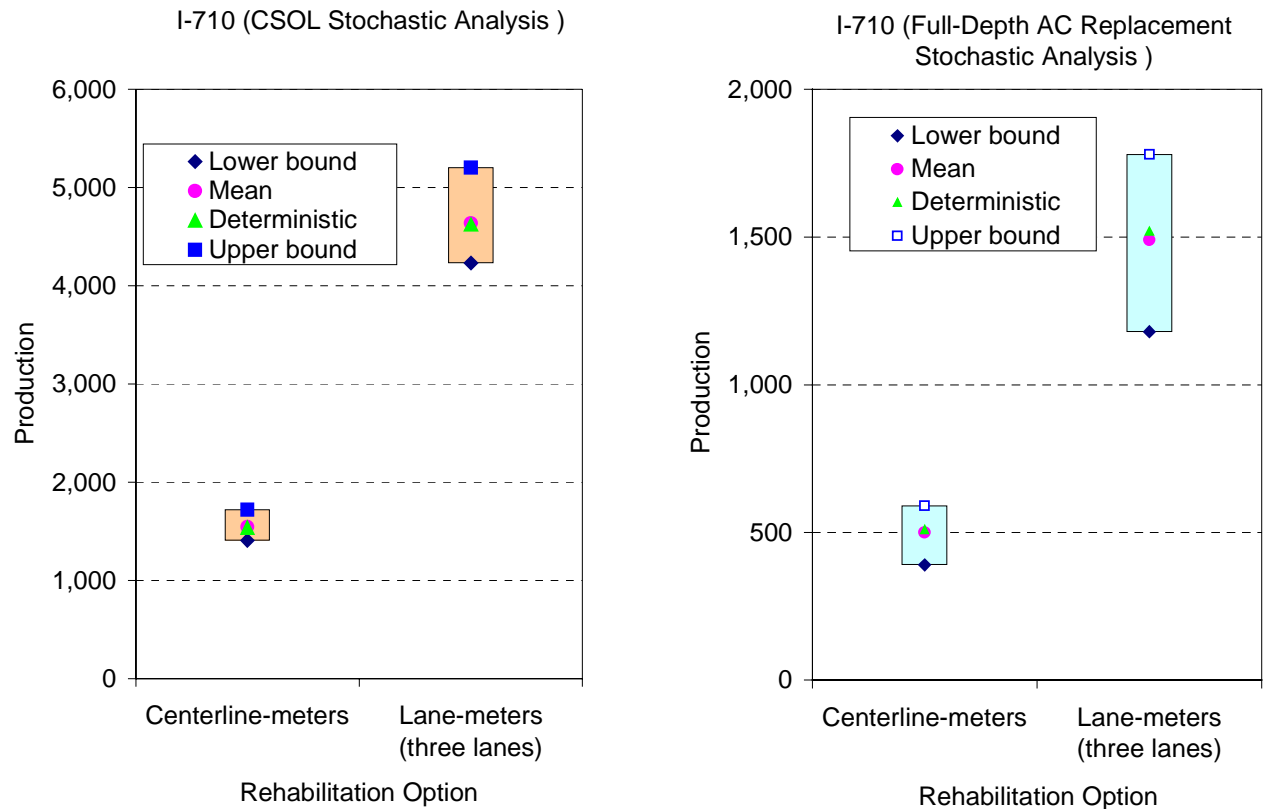 I-710 (CSOL Stochastic Analysis )
6,000
5,000
4,000
3,000
2,000
1,000
0
Production
Lower bound
Mean
Deterministic
Upper bound
Centerline-meters
Lane-meters
(three lanes)
Rehabilitation Option
I-710 (Full-Depth AC Replacement
Stochastic Analysis )
2,000
1,500
1,000
500
0
Production
Lower bound
Mean
Deterministic
Upper bound
Centerline-meters
Lane-meters
(three lanes)
Rehabilitation Option